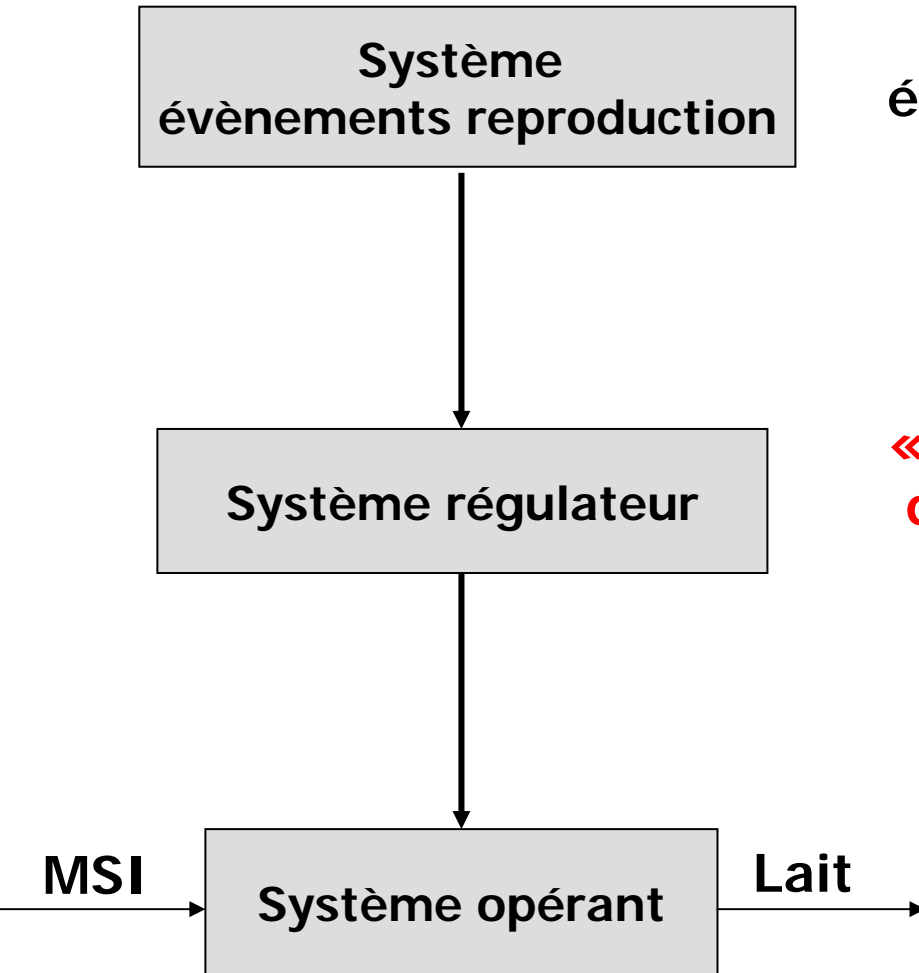 Système
évènements reproduction
é
Système régulateur
«
MSI
Système opérant
Lait